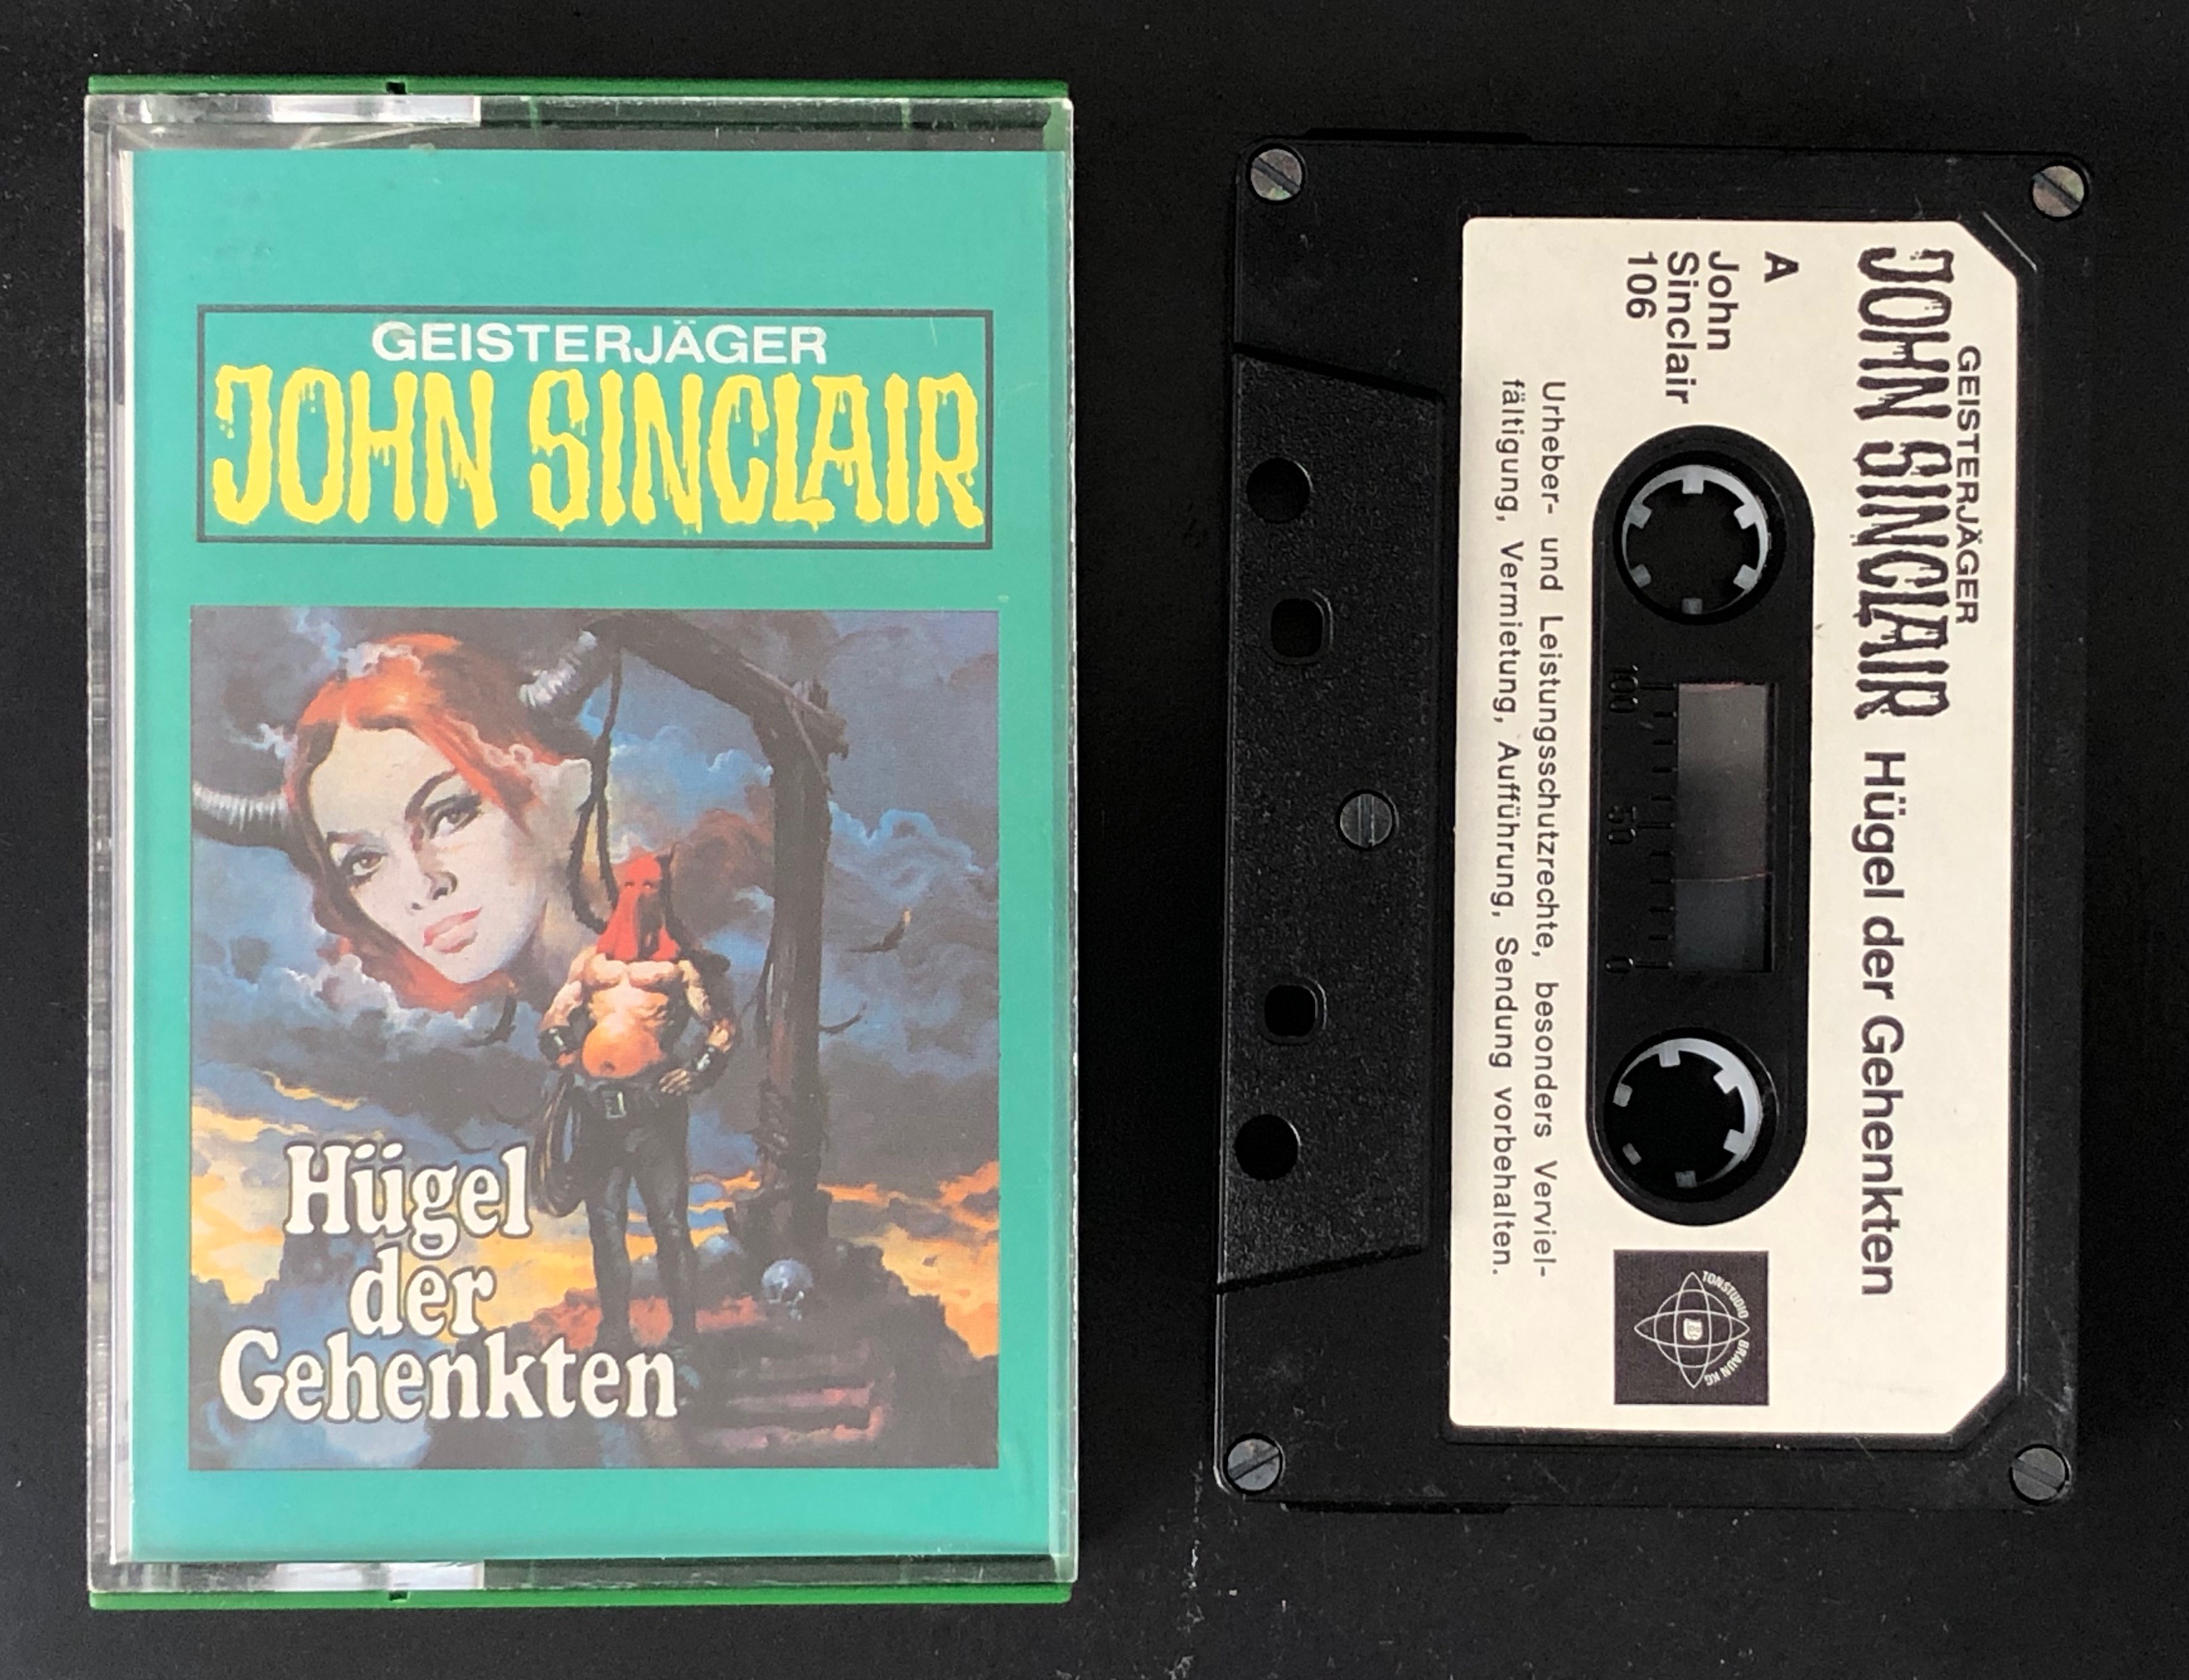 GEISTERJÄGER
JOHN SINCLAIR
Hügel
der
Gehenkten
GEISTERJÄGER
JOHN SINCLAIR Hügel der Gehenkten
A
John
Sinclair
106
100 50 0
TONSTUDIO BRAUN KG
B
Urheber- und Leistungsschutzrechte, besonders Verviel-
fältigung, Vermietung, Aufführung, Sendung vorbehalten.